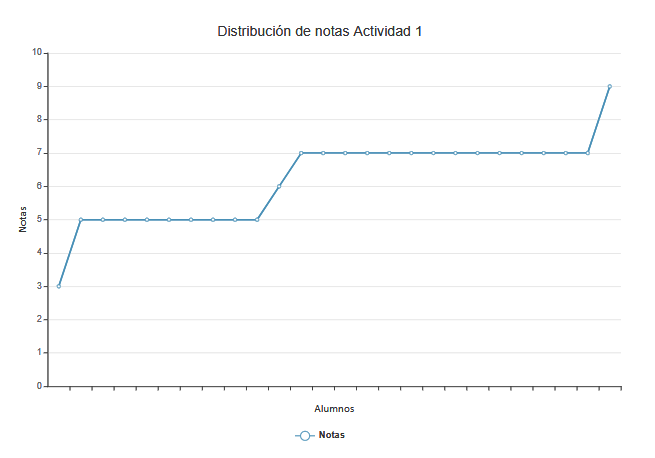 Distribución de notas Actividad 1
10
9
8
7
6
5
4
3
2
1
0
Notas
Alumnos
Notas